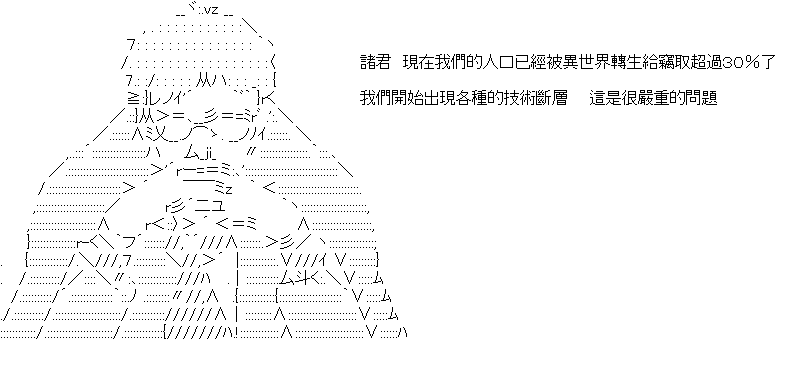 諸君　現在我們的人口已經被異世界轉生給竊取超過30％了
我們開始出現各種的技術斷層　　這是很嚴重的問題